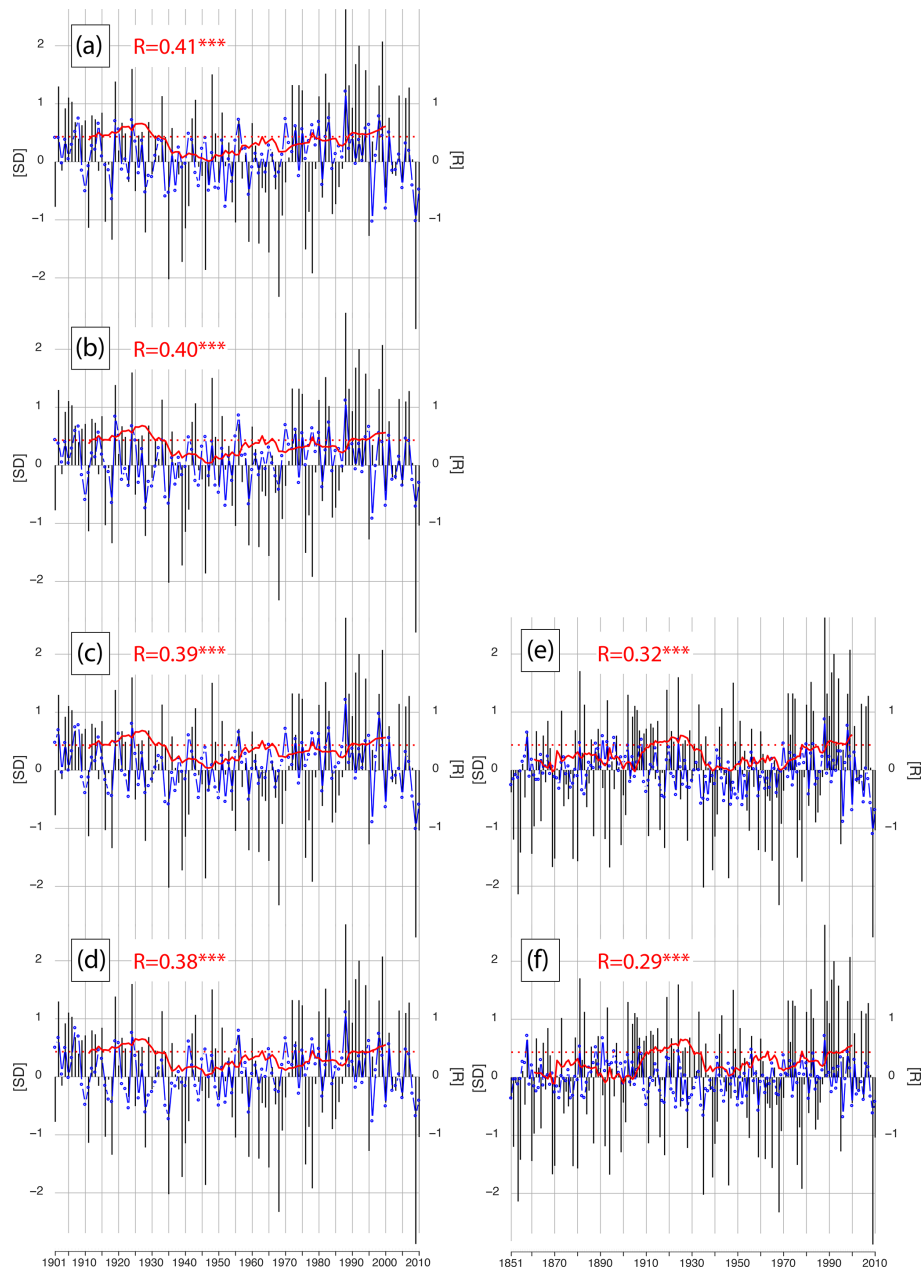 (a) R=0.41***
2
1
0 0
-1 -1
-2
[SD] [R]
(b) R=0.40***
2
1
0 0
-1 -1
-2
[SD] [R]
(c) R=0.39***
2
1 1
0 0
-1 -1
-2
[SD] [R]
(d) R=0.38***
2
1 1
0 0
-1 -1
-2
[SD] [R]
1901 1910 1920 1930 1940 1950 1960 1970 1980 1990 2000 2010
(e) R=0.32***
2
1
0 0
-1 -1
-2
[SD] [R]
(f) R=0.29***
2
1 1
0 0
-1 -1
-2
[SD] [R]
1851 1870 1890 1910 1930 1950 1970 1990 2010